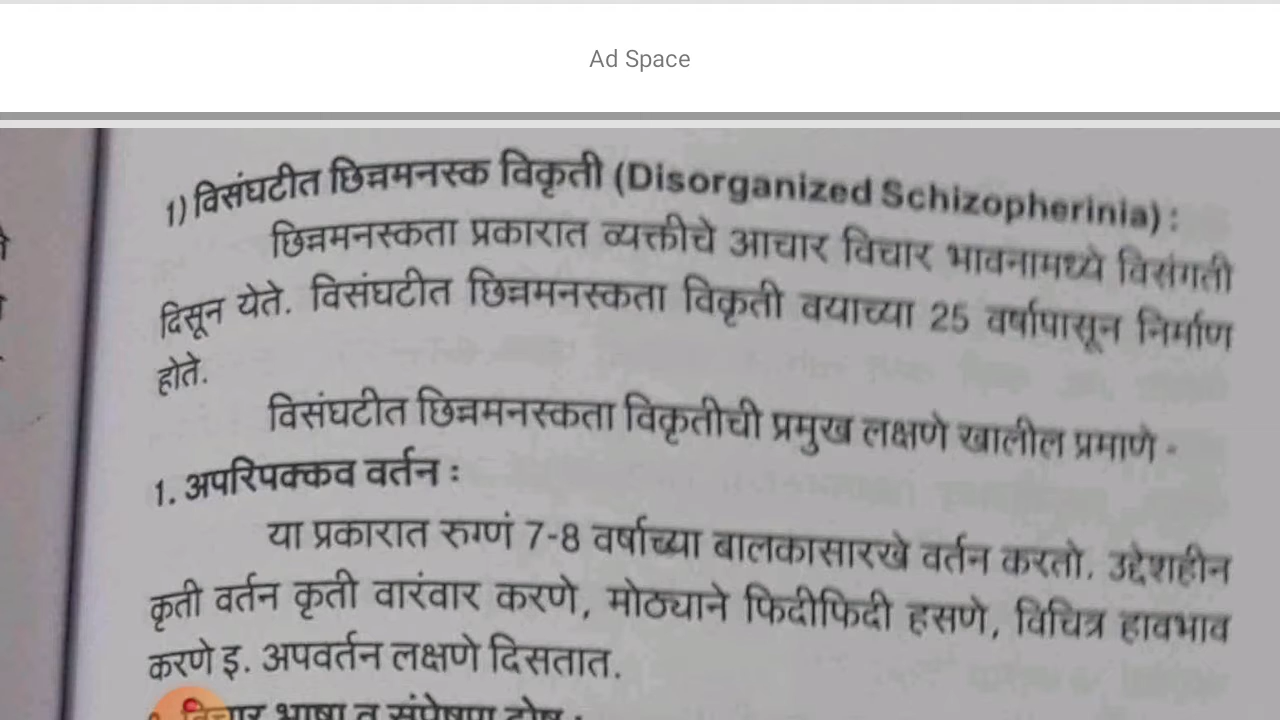 Ad Space
1) विसंघटीत छिन्नमनस्क विकृती (Disorganized Schizopherinia) :
छिन्नमनस्कता प्रकारात व्यक्तीचे आचार विचार भावनामध्ये विसंगती
दिसून येते. विसंघटीत छिन्नमनस्कता विकृती वयाच्या 25 वर्षापासून निर्माण
होते.
विसंघटीत छिन्नमनस्कता विकृतीची प्रमुख लक्षणे खालील प्रमाणे -
1. अपरिपक्कव वर्तन :
या प्रकारात रुग्णं 7-8 वर्षाच्या बालकासारखे वर्तन करतो. उद्देशहीन
कृती वर्तन कृती वारंवार करणे, मोठ्याने फिदीफिदी हसणे, विचित्र हावभाव
करणे इ. अपवर्तन लक्षणे दिसतात.
विचार भाषा व संप्रेषण दोष :